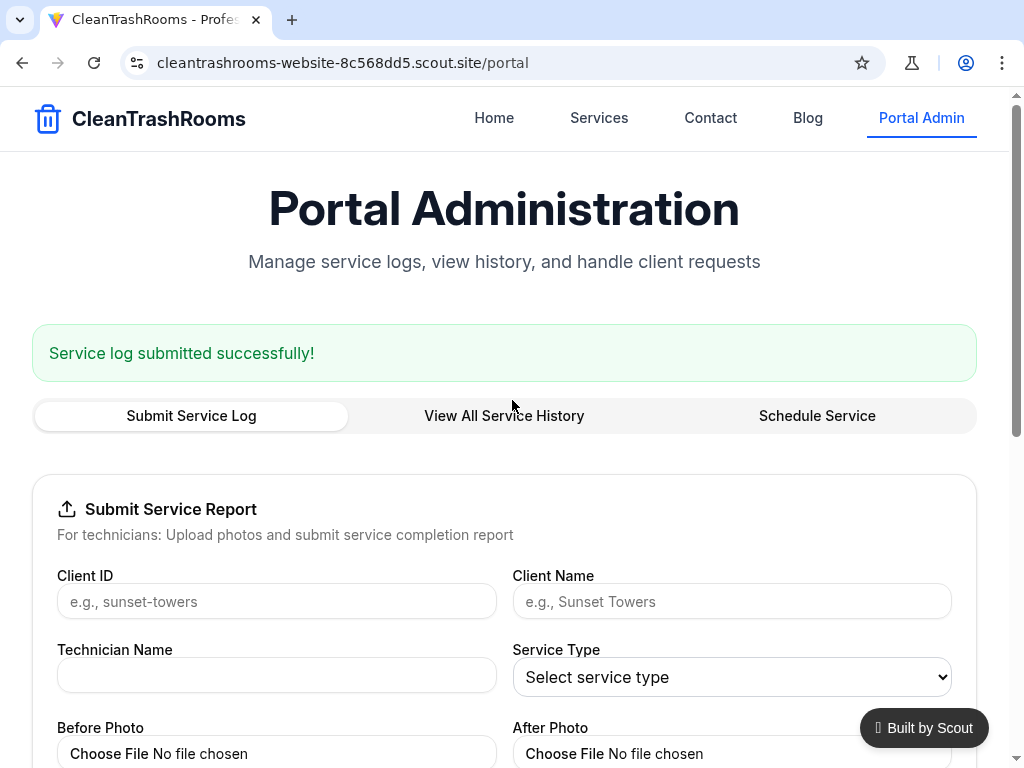 CleanTrashRooms - Profes
cleantrashrooms-website-8c568dd5.scout.site/portal
CleanTrashRooms
Home
Services
Contact
Blog
Portal Admin
Portal Administration
Manage service logs, view history, and handle client requests
Service log submitted successfully!
Submit Service Log
View All Service History
Schedule Service
Submit Service Report
For technicians: Upload photos and submit service completion report
Client ID
Client Name
e.g., sunset-towers
e.g., Sunset Towers
Technician Name
Service Type
Select service type
Before Photo
After Photo
Choose File No file chosen
Choose File No file chosen
Built by Scout